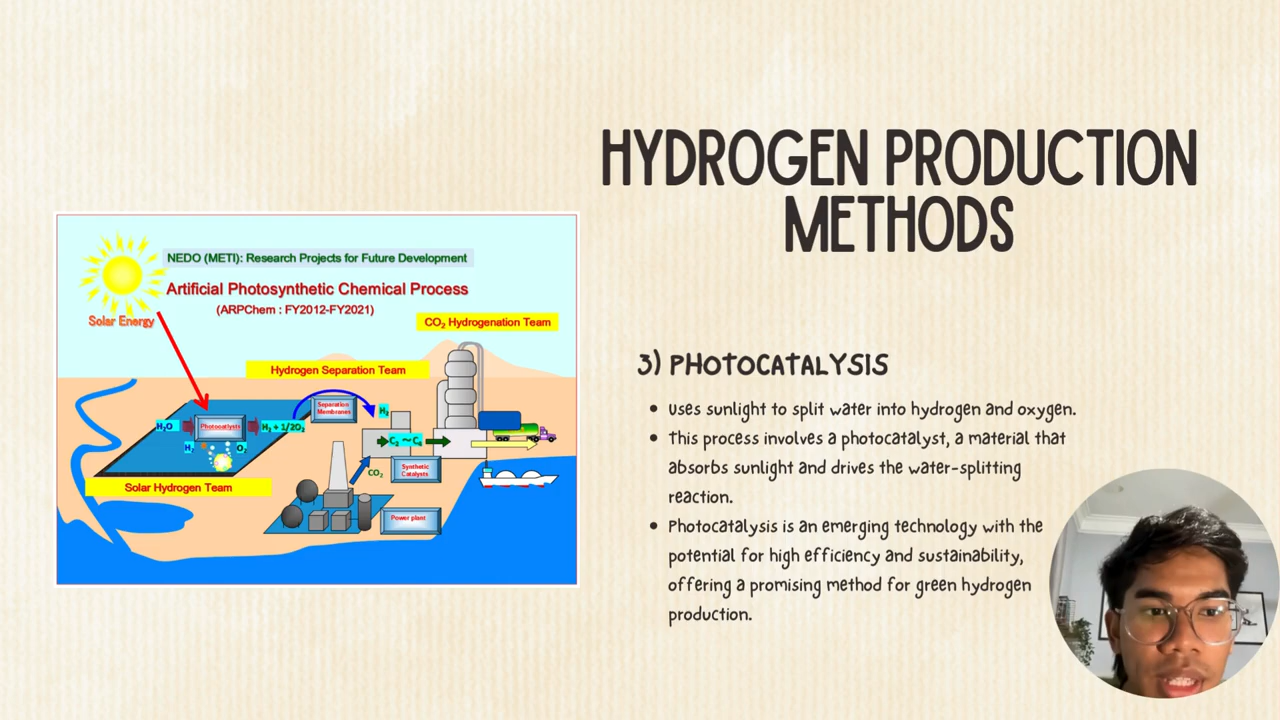 HYDROGEN PRODUCTION
METHODS
NEDO (METI): Research Projects for Future Development
Artificial Photosynthetic Chemical Process
(ARPChem : FY2012-FY2021)
Solar Energy
CO₂ Hydrogenation Team
Hydrogen Separation Team
Separation
Membranes
H₂
H₂O
Photocatlysts
H₂ + 1/2O₂
H₂
O₂
C₂ ～C₄
CO₂
Synthetic
Catalysts
Solar Hydrogen Team
Power plant
3) PHOTOCATALYSIS
• Uses sunlight to split water into hydrogen and oxygen.
• This process involves a photocatalyst, a material that
absorbs sunlight and drives the water-splitting
reaction.
• Photocatalysis is an emerging technology with the
potential for high efficiency and sustainability,
offering a promising method for green hydrogen
production.